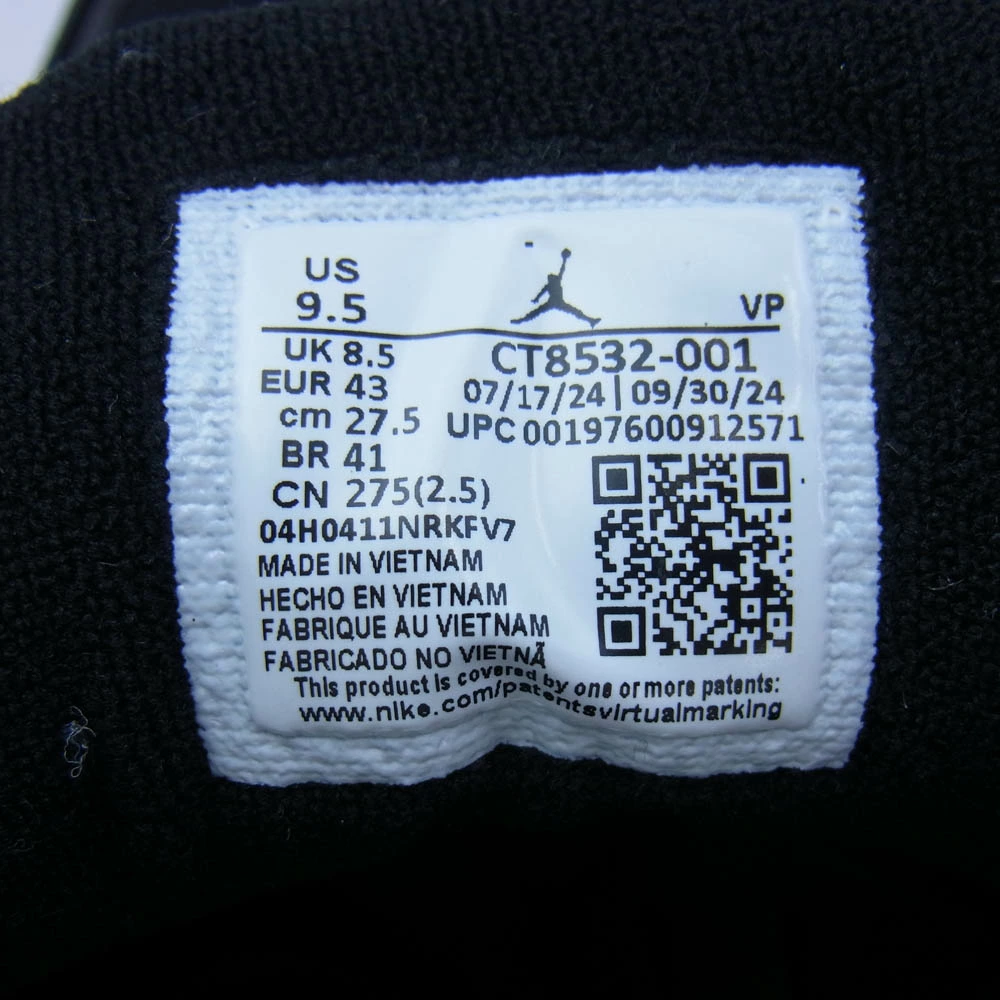 US
9.5
VP
UK 8.5
EUR 43
cm 27.5
BR 41
CN 275(2.5)
CT8532-001
07/17/24 | 09/30/24
UPC 00197600912571
04H0411NRKFV7
MADE IN VIETNAM
HECHO EN VIETNAM
FABRIQUE AU VIETNAM
FABRICADO NO VIETNÃ
This product is covered by one or more patents:
www.nike.com/patentsvirtualmarking